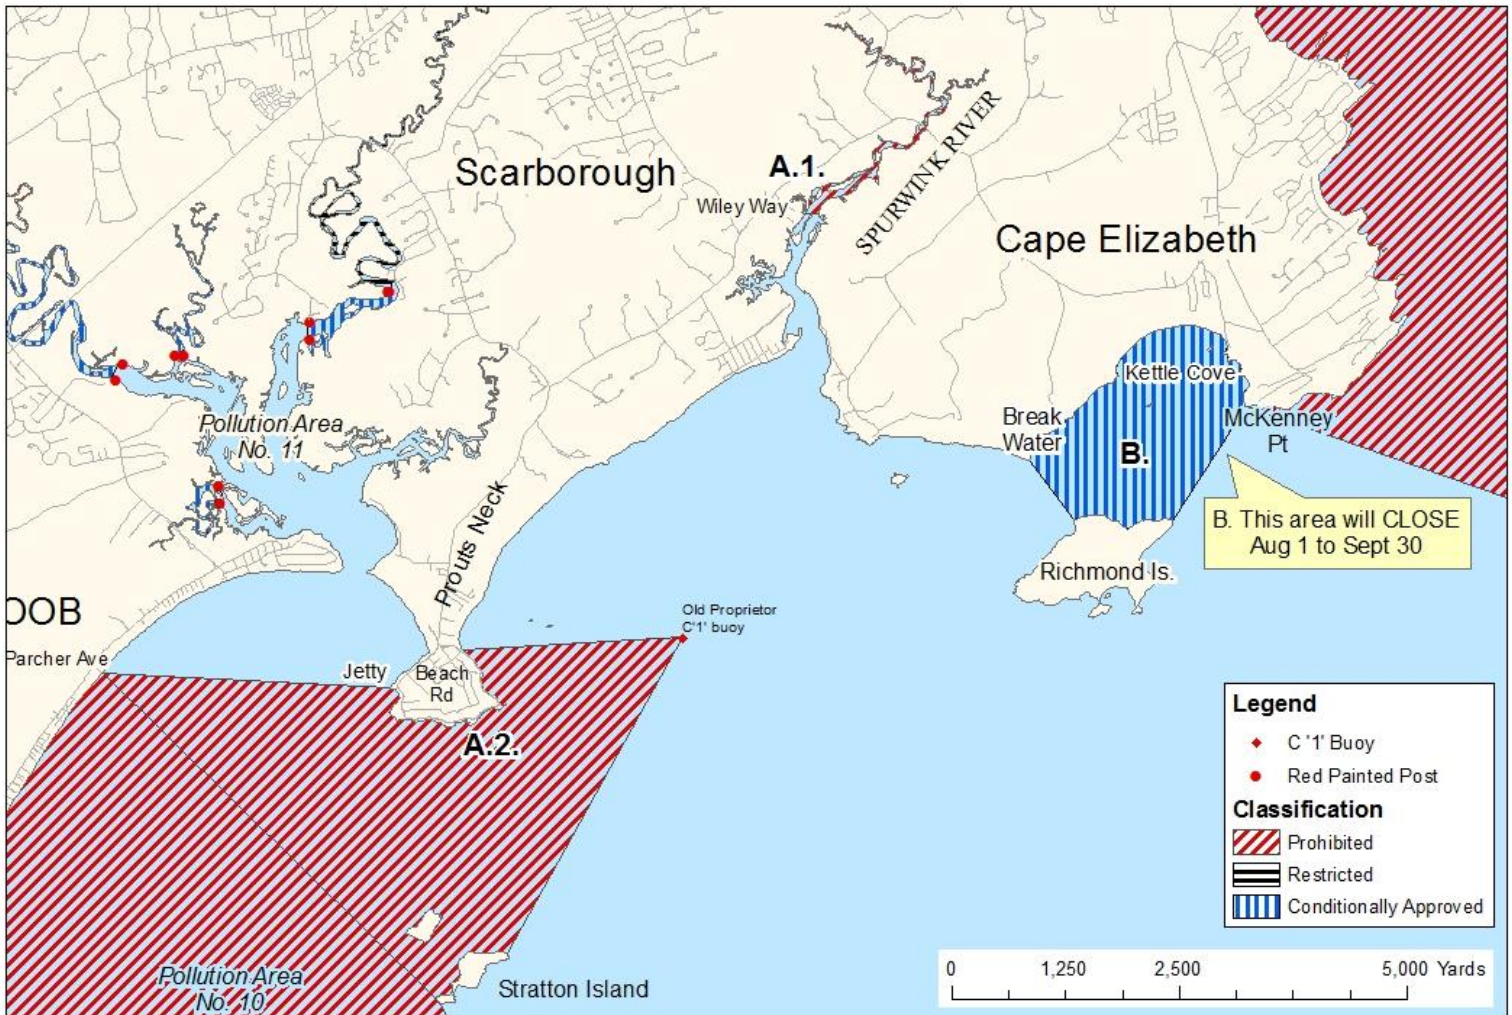 Scarborough
A.1.
Wiley Way
SPURWINK RIVER
Cape Elizabeth
Kettle Cove
Break
Water
McKenney
Pt
B.
B. This area will CLOSE
Aug 1 to Sept 30
Richmond Is.
Pollution Area
No. 11
Prouts Neck
OOB
Old Proprietor
C'1' buoy
Parcher Ave
Jetty
Beach
Rd
A.2.
Pollution Area
No. 10
Stratton Island
Legend
C '1' Buoy
Red Painted Post
Classification
Prohibited
Restricted
Conditionally Approved
0 1,250 2,500 5,000 Yards